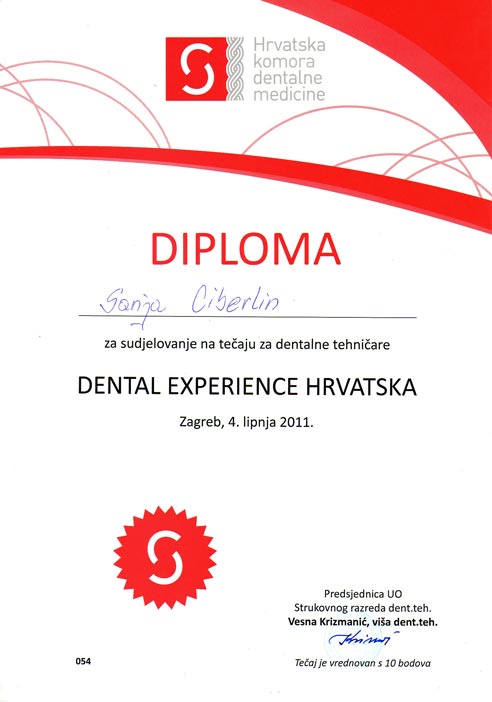 Hrvatska
komora
dentalne
medicine
DIPLOMA
Sanja Ciberlin
za sudjelovanje na tečaju za dentalne tehničare
DENTAL EXPERIENCE HRVATSKA
Zagreb, 4. lipnja 2011.
Predsjednica UO
Strukovnog razreda dent.teh.
Vesna Krizmanić, viša dent.teh.
054
Tečaj je vrednovan s 10 bodova